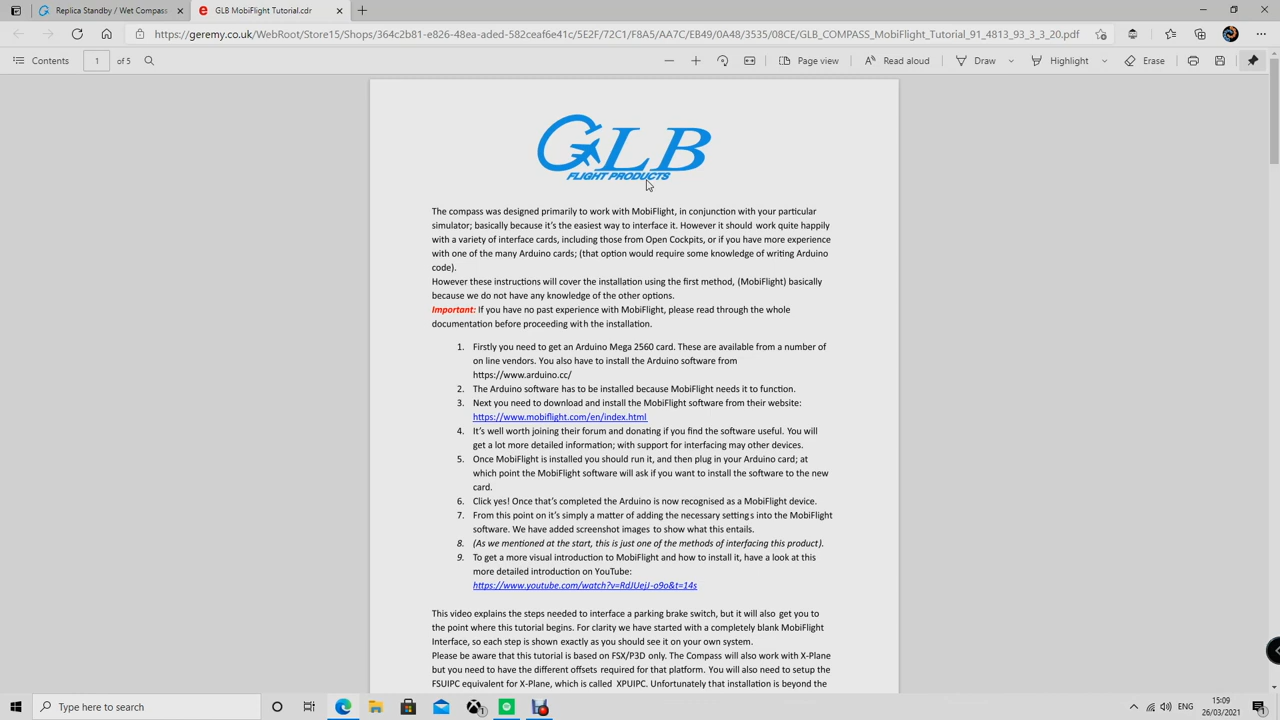 Replica Standby / Wet Compass
GLB MobiFlight Tutorial.cdr
https://geremy.co.uk/WebRoot/Store15/Shops/364c2b81-e826-48ea-aded-582ceaf6e41c/5E2F/72C1/F8A5/AA7C/EB49/0A48/3535/08CE/GLB_COMPASS_MobiFlight_Tutorial_91_4813_93_3_3_20.pdf
Contents 1 of 5 Page view Read aloud Draw Highlight Erase
GLB
FLIGHT PRODUCTS
The compass was designed primarily to work with MobiFlight, in conjunction with your particular
simulator; basically because it's the easiest way to interface it. However it should work quite happily
with a variety of interface cards, including those from Open Cockpits, or if you have more experience
with one of the many Arduino cards; (that option would require some knowledge of writing Arduino
code).
However these instructions will cover the installation using the first method, (MobiFlight) basically
because we do not have any knowledge of the other options.
Important: If you have no past experience with MobiFlight, please read through the whole
documentation before proceeding with the installation.
1. Firstly you need to get an Arduino Mega 2560 card. These are available from a number of
on line vendors. You also have to install the Arduino software from
https://www.arduino.cc/
2. The Arduino software has to be installed because MobiFlight needs it to function.
3. Next you need to download and install the MobiFlight software from their website:
https://www.mobiflight.com/en/index.html
4. It's well worth joining their forum and donating if you find the software useful. You will
get a lot more detailed information; with support for interfacing may other devices.
5. Once MobiFlight is installed you should run it, and then plug in your Arduino card; at
which point the MobiFlight software will ask if you want to install the software to the new
card.
6. Click yes! Once that's completed the Arduino is now recognised as a MobiFlight device.
7. From this point on it's simply a matter of adding the necessary settings into the MobiFlight
software. We have added screenshot images to show what this entails.
8. (As we mentioned at the start, this is just one of the methods of interfacing this product).
9. To get a more visual introduction to MobiFlight and how to install it, have a look at this
more detailed introduction on YouTube:
https://www.youtube.com/watch?v=RdJUejJ-o9o&t=14s
This video explains the steps needed to interface a parking brake switch, but it will also get you to
the point where this tutorial begins. For clarity we have started with a completely blank MobiFlight
Interface, so each step is shown exactly as you should see it on your own system.
Please be aware that this tutorial is based on FSX/P3D only. The Compass will also work with X-Plane
but you need to have the different offsets required for that platform. You will also need to setup the
FSUIPC equivalent for X-Plane, which is called XPUIPC. Unfortunately that installation is beyond the
Type here to search
1
ENG
15:09
26/03/2021
1